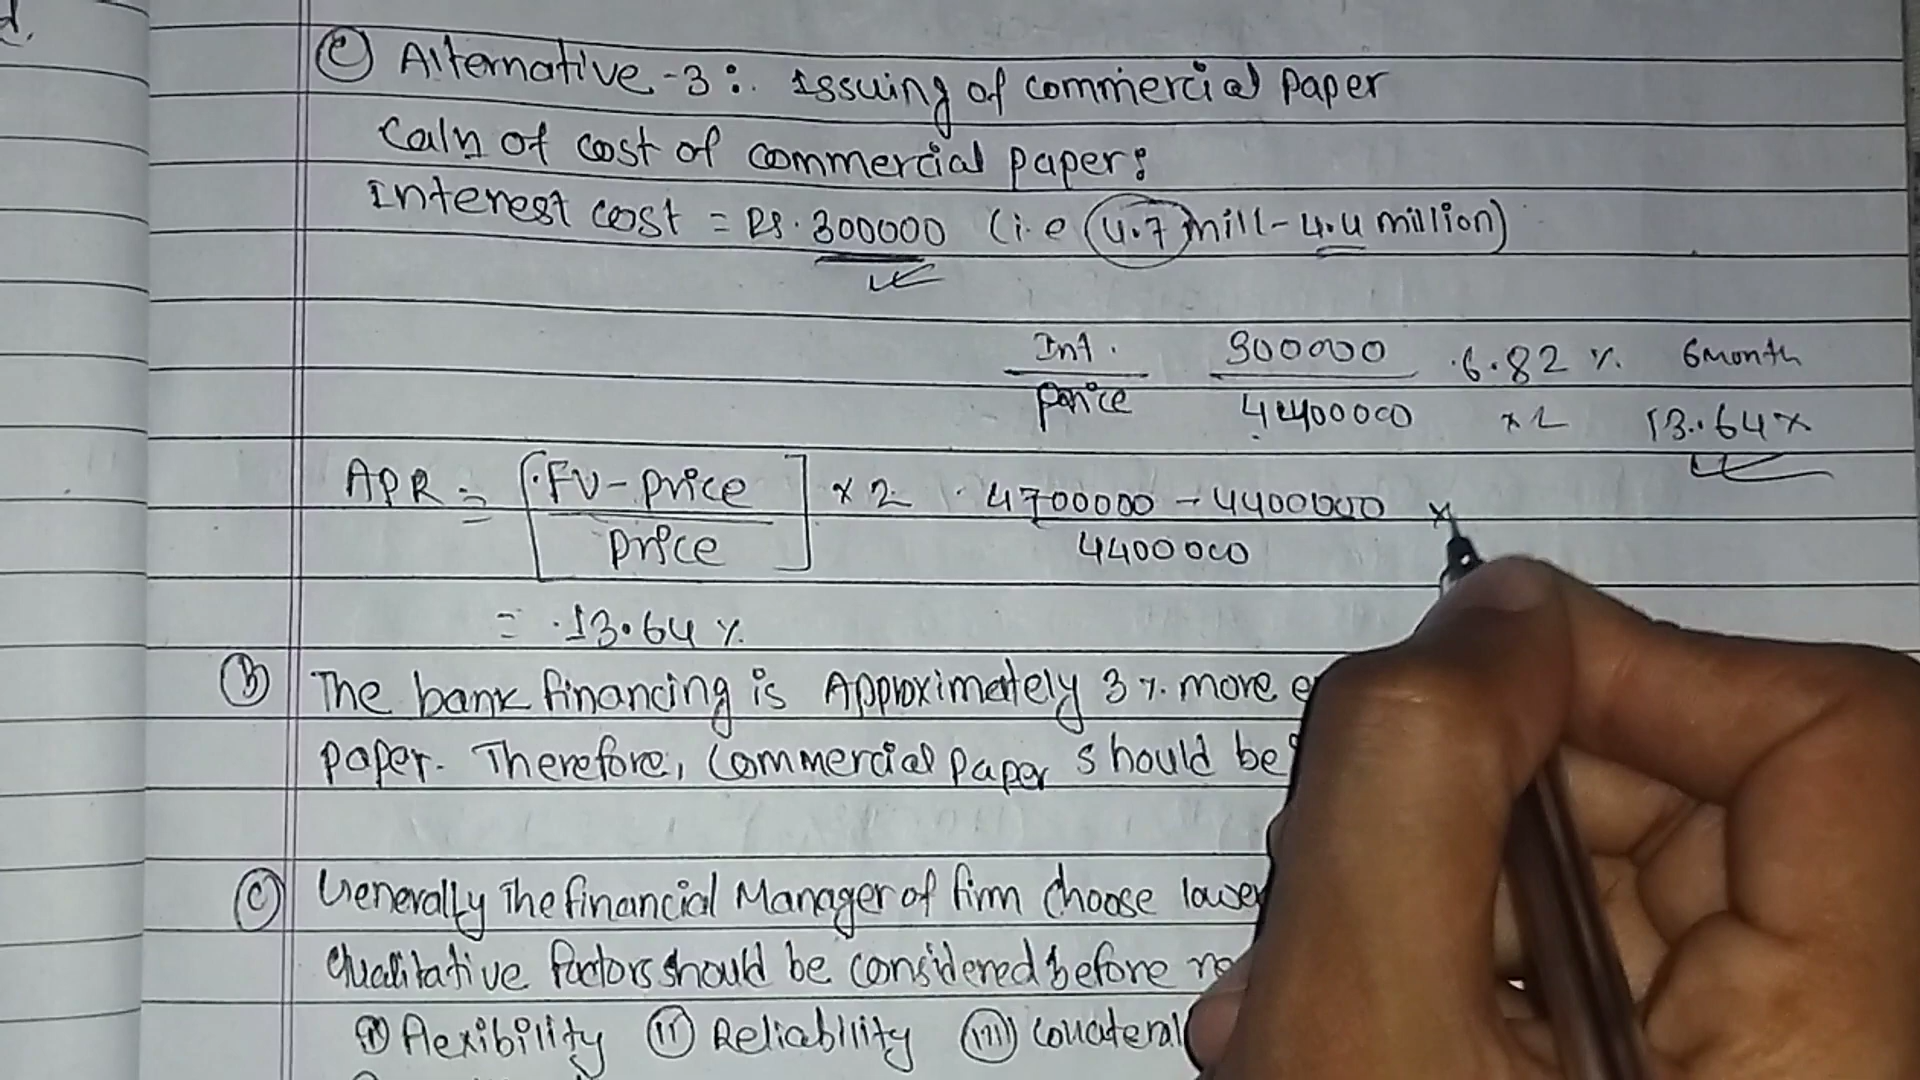 d.
(C) Alternative-3: Issuing of commercial paper
Caln of cost of commercial paper:
Interest cost = Rs. 300000 (i.e 4.7 mill - 4.4 million)
Int. 300000 6.82 % 6 month
Price 4400000 x2 13.64%
APR = [FV - price / price] x 2 4700000 - 4400000 x
4400000
= 13.64 %
(b) The bank financing is Approximately 3 % more
paper. Therefore, Commercial paper should be
(C) Generally The financial Manager of firm choose lower
qualitative factors should be considered before
(i) flexibility (ii) Reliability (iii) collateral